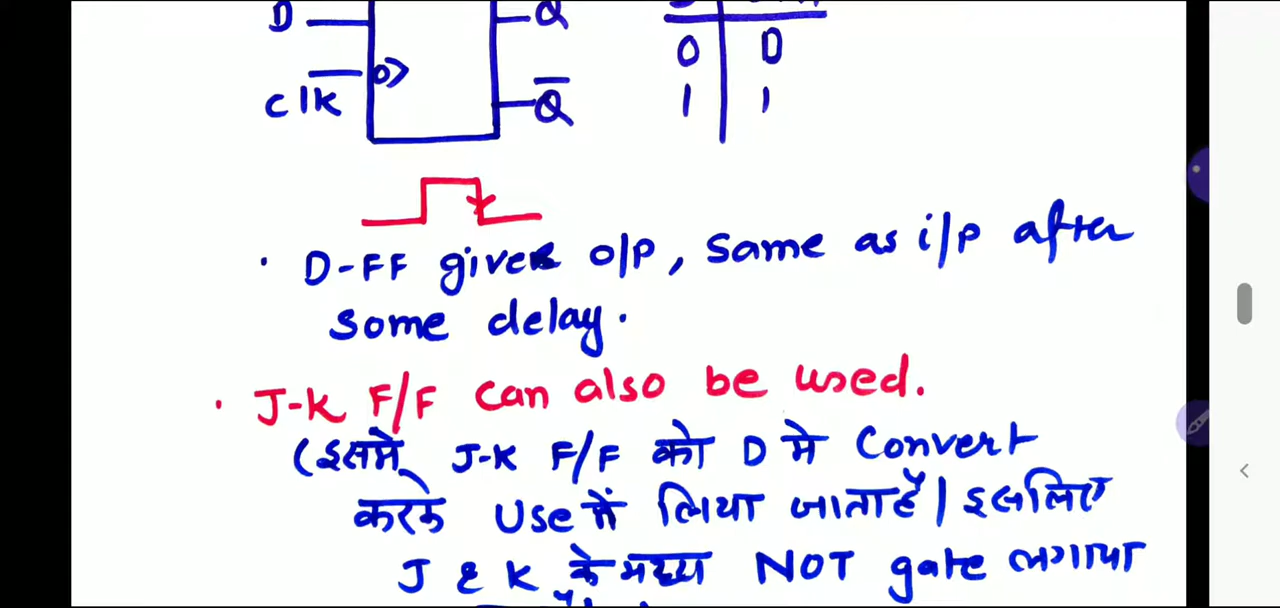 D Q
0 D
clk Q̅
1 1
· D-FF gives o/p, same as i/p after
some delay.
· J-K F/F can also be used.
(इसमें J-K F/F को D में Convert
करके Use में लिया जाता है। इसलिए
J & K के मध्य NOT gate लगाया